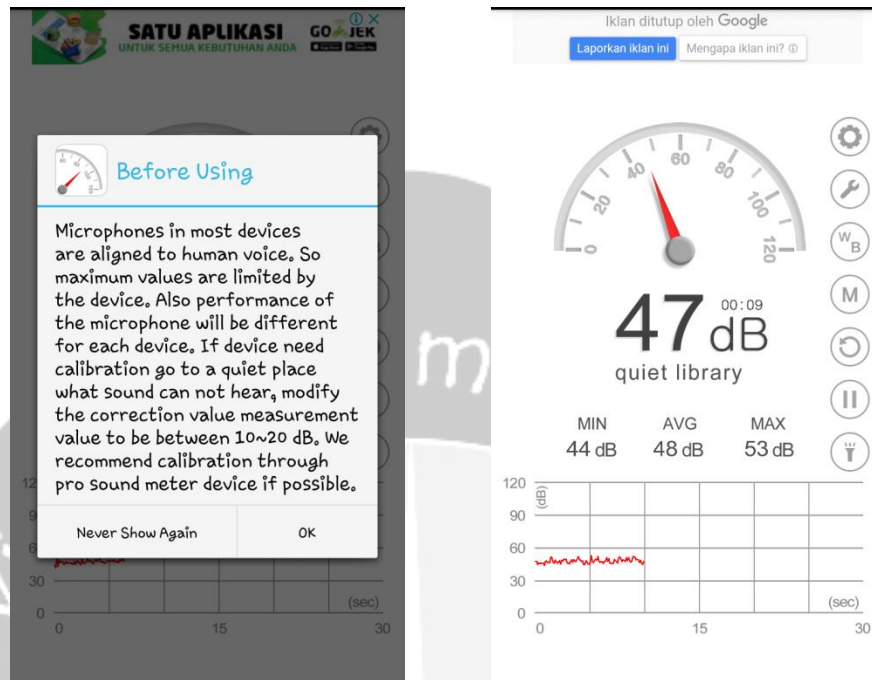 SATU APLIKASI
UNTUK SEMUA KEBUTUHAN ANDA
GO JEK
Before Using
Microphones in most devices
are aligned to human voice. So
maximum values are limited by
the device. Also performance of
the microphone will be different
for each device. If device need
calibration go to a quiet place
what sound can not hear, modify
the correction value measurement
value to be between 10~20 dB. We
recommend calibration through
pro sound meter device if possible.
Never Show Again
OK
30
0
(sec)
0
15
30
Iklan ditutup oleh Google
Laporkan iklan ini
Mengapa iklan ini?
0
20
40
60
80
100
120
W
B
M
47 dB
00:09
quiet library
MIN
AVG
MAX
44 dB
48 dB
53 dB
120
(dB)
90
60
30
0
(sec)
0
15
30
m